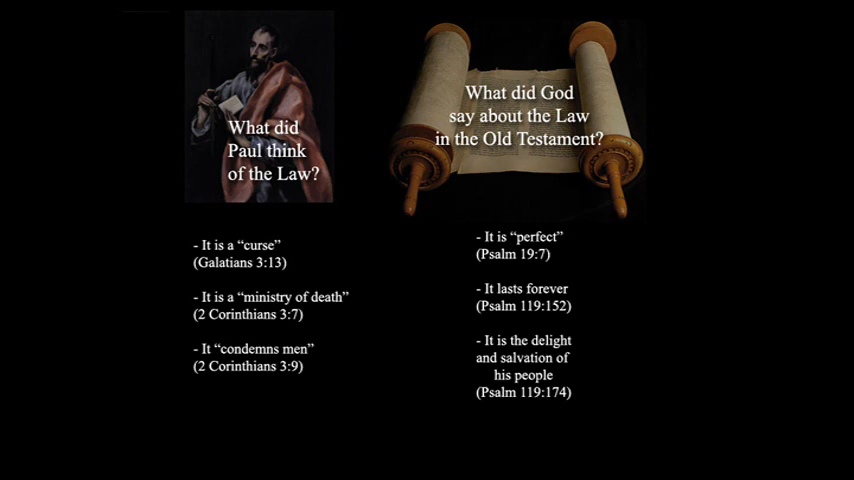 What did
Paul think
of the Law?
- It is a “curse”
(Galatians 3:13)
- It is a “ministry of death”
(2 Corinthians 3:7)
- It “condemns men”
(2 Corinthians 3:9)
What did God
say about the Law
in the Old Testament?
- It is “perfect”
(Psalm 19:7)
- It lasts forever
(Psalm 119:152)
- It is the delight
and salvation of
his people
(Psalm 119:174)